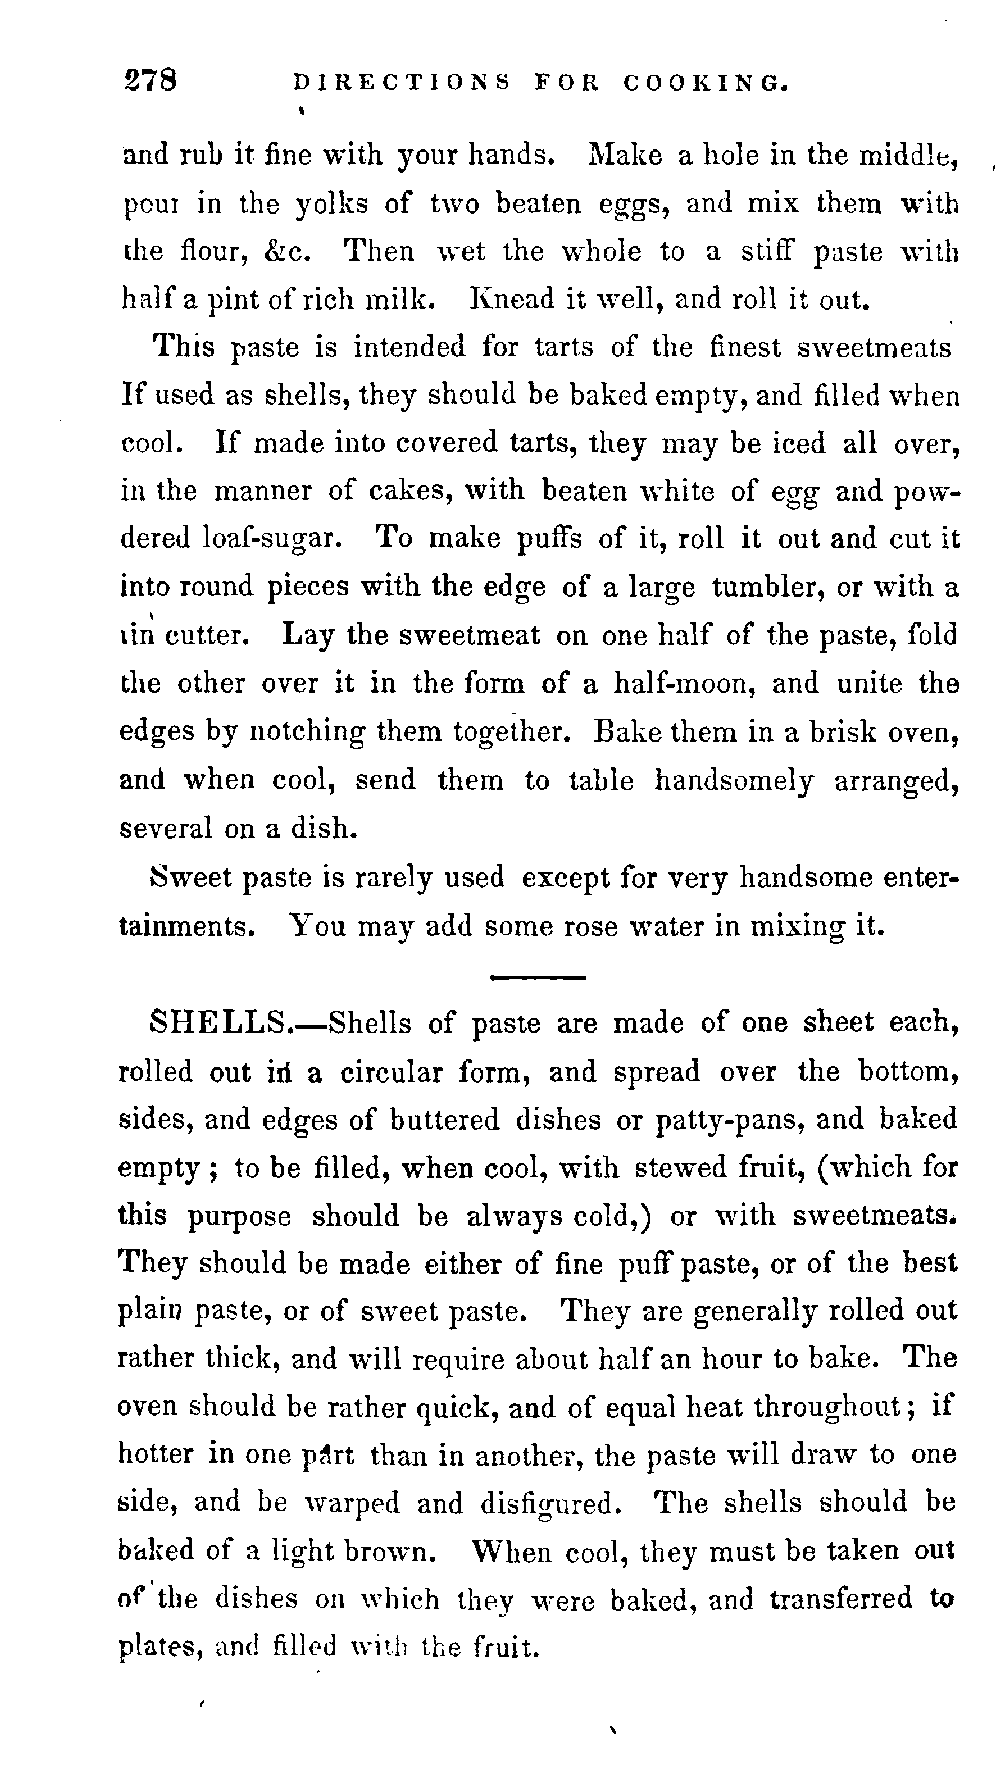 278 DIRECTIONS FOR COOKING.
and rub it fine with your hands. Make a hole in the middle,
pour in the yolks of two beaten eggs, and mix them with
the flour, &c. Then wet the whole to a stiff paste with
half a pint of rich milk. Knead it well, and roll it out.
This paste is intended for tarts of the finest sweetmeats
If used as shells, they should be baked empty, and filled when
cool. If made into covered tarts, they may be iced all over,
in the manner of cakes, with beaten white of egg and pow-
dered loaf-sugar. To make puffs of it, roll it out and cut it
into round pieces with the edge of a large tumbler, or with a
tin cutter. Lay the sweetmeat on one half of the paste, fold
the other over it in the form of a half-moon, and unite the
edges by notching them together. Bake them in a brisk oven,
and when cool, send them to table handsomely arranged,
several on a dish.
Sweet paste is rarely used except for very handsome enter-
tainments. You may add some rose water in mixing it.
SHELLS.—Shells of paste are made of one sheet each,
rolled out in a circular form, and spread over the bottom,
sides, and edges of buttered dishes or patty-pans, and baked
empty; to be filled, when cool, with stewed fruit, (which for
this purpose should be always cold,) or with sweetmeats.
They should be made either of fine puff paste, or of the best
plain paste, or of sweet paste. They are generally rolled out
rather thick, and will require about half an hour to bake. The
oven should be rather quick, and of equal heat throughout; if
hotter in one part than in another, the paste will draw to one
side, and be warped and disfigured. The shells should be
baked of a light brown. When cool, they must be taken out
of the dishes on which they were baked, and transferred to
plates, and filled with the fruit.